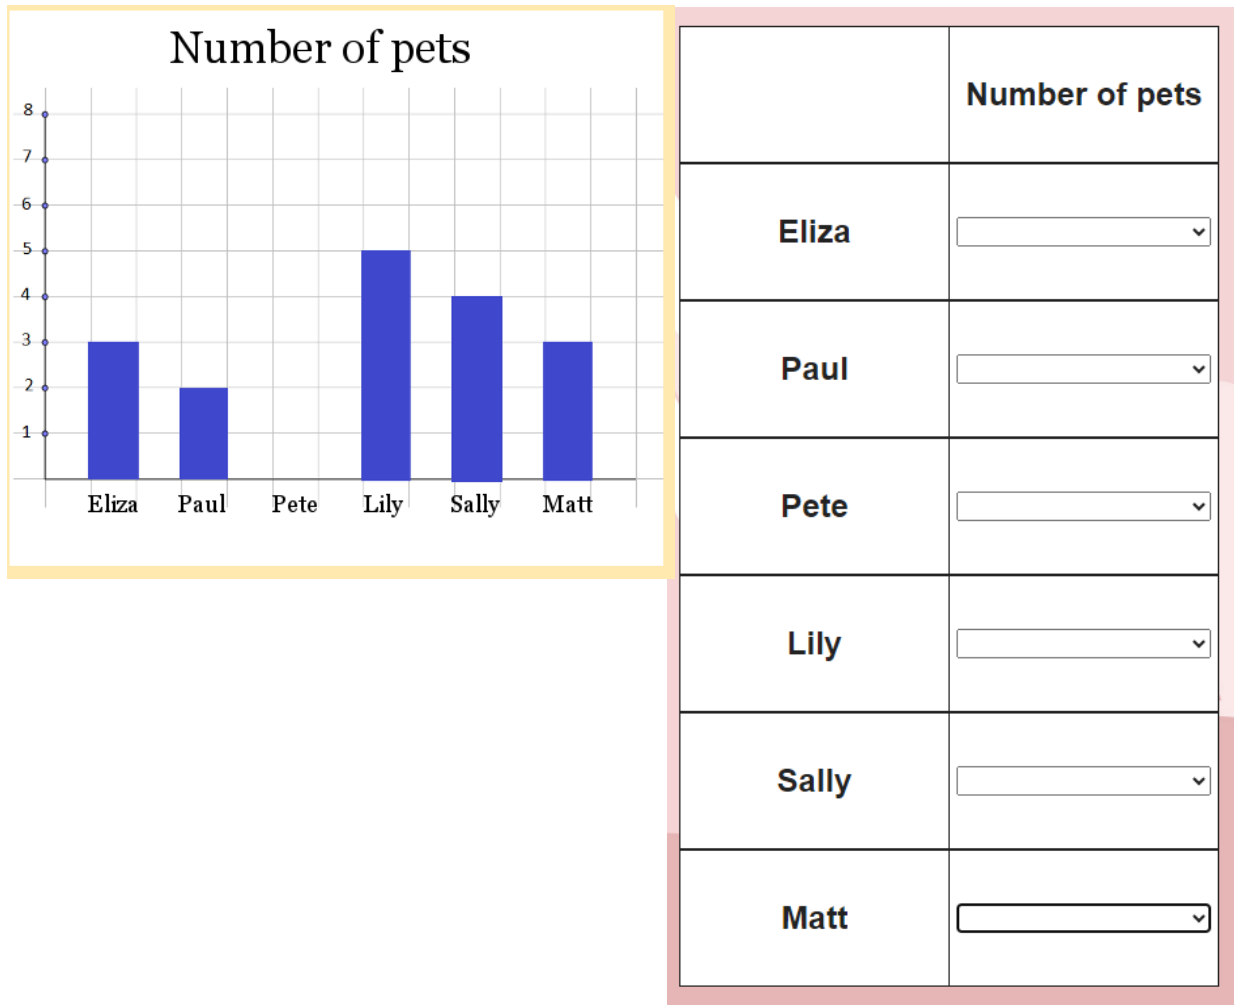 Number of pets
8
7
6
5
4
3
2
1
Eliza Paul Pete Lily Sally Matt
Number of pets
Eliza
Paul
Pete
Lily
Sally
Matt